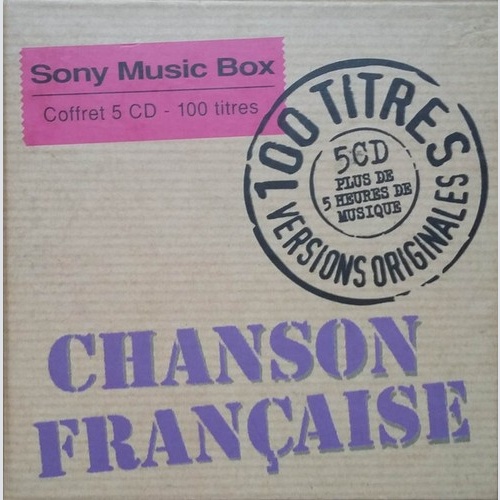 Sony Music Box
Coffret 5 CD - 100 titres
100 TITRES
5CD
PLUS DE
5 HEURES DE
MUSIQUE
VERSIONS ORIGINALES
CHANSON
FRANÇAISE